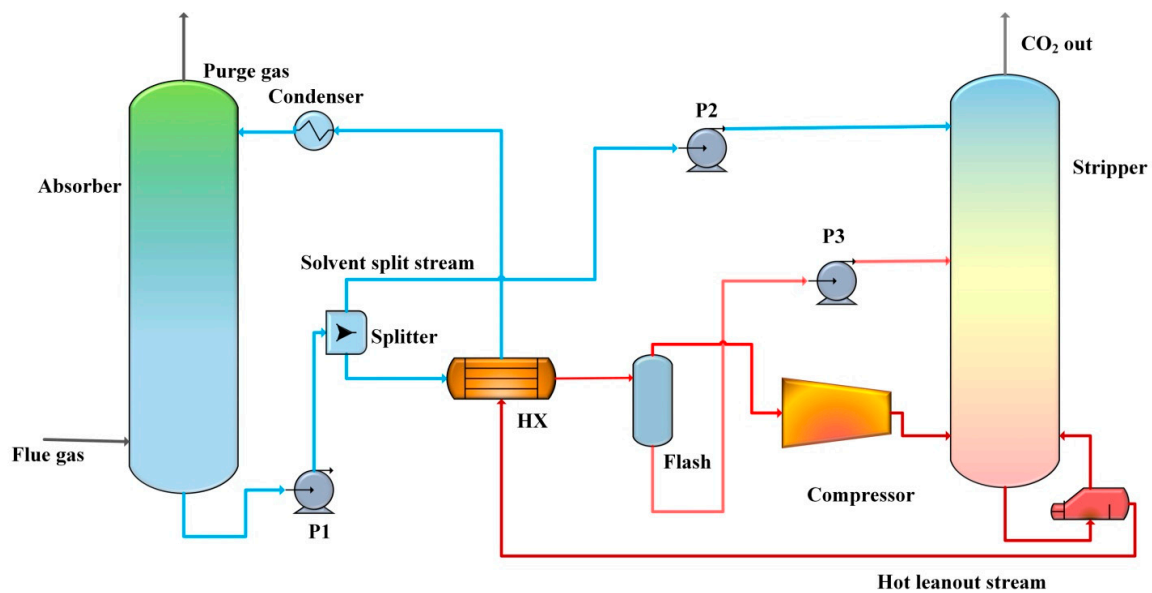 CO₂ out
Purge gas
Condenser
P2
Absorber
Stripper
P3
Solvent split stream
Splitter
HX
Flue gas
Flash
Compressor
P1
Hot leanout stream